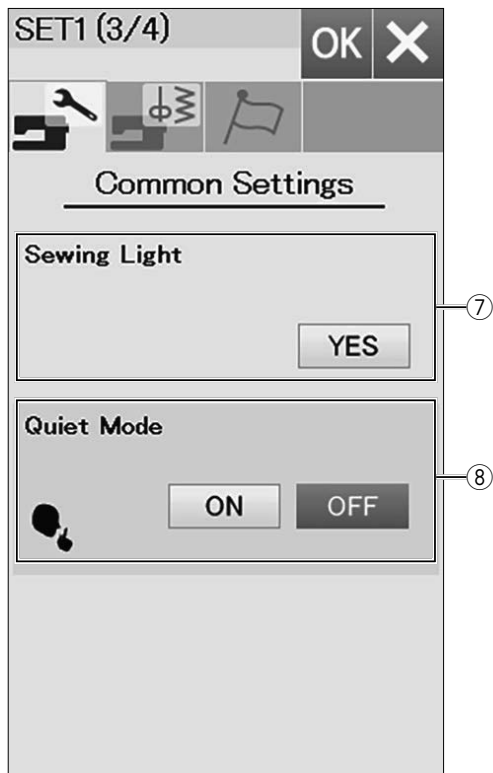 SET1 (3/4)
OK
Common Settings
Sewing Light
YES
⑦
Quiet Mode
ON OFF
⑧